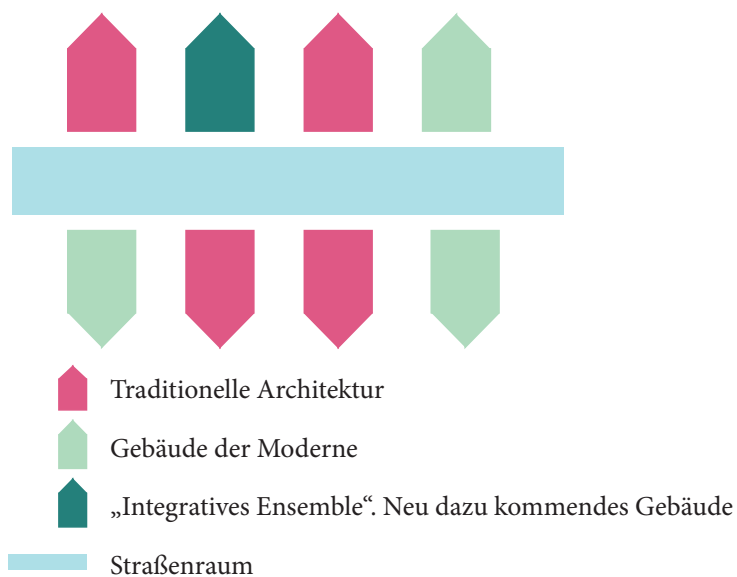 Traditionelle Architektur
Gebäude der Moderne
„Integratives Ensemble“. Neu dazu kommendes Gebäude
Straßenraum